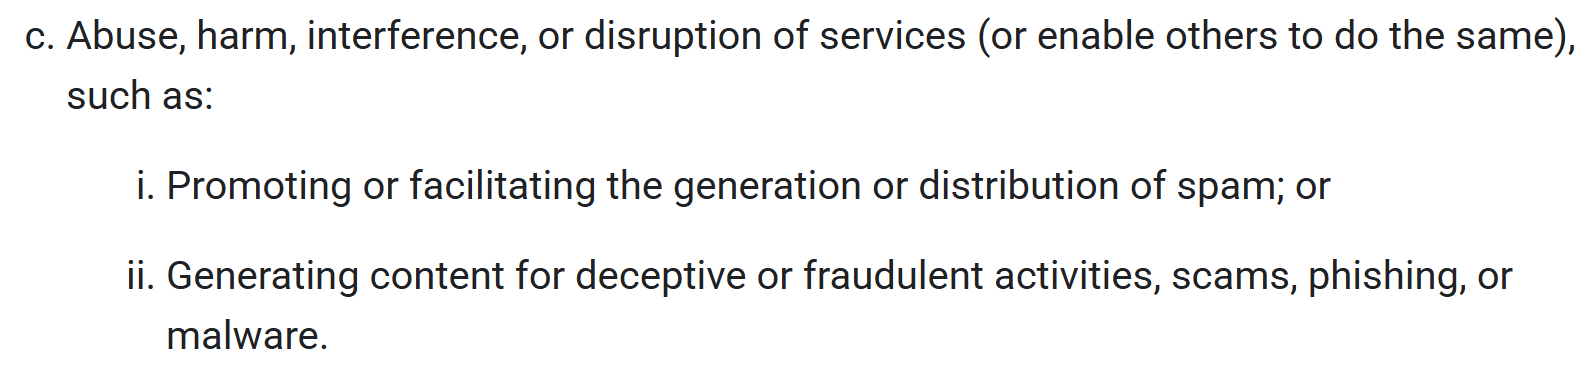 c. Abuse, harm, interference, or disruption of services (or enable others to do the same),
such as:
i. Promoting or facilitating the generation or distribution of spam; or
ii. Generating content for deceptive or fraudulent activities, scams, phishing, or
malware.